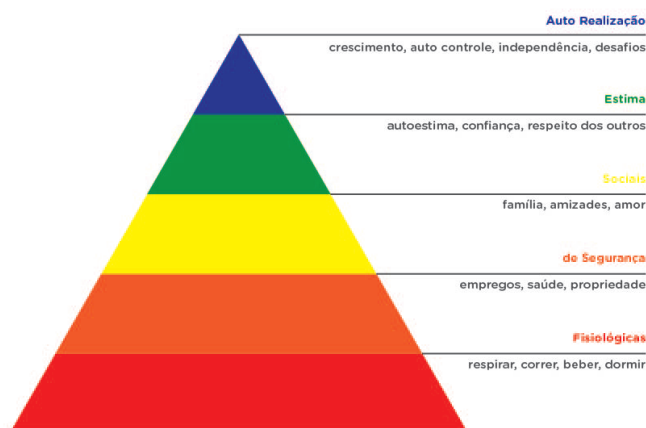 Auto Realização
crescimento, auto controle, independência, desafios
Estima
autoestima, confiança, respeito dos outros
Sociais
família, amizades, amor
de Segurança
empregos, saúde, propriedade
Fisiológicas
respirar, correr, beber, dormir